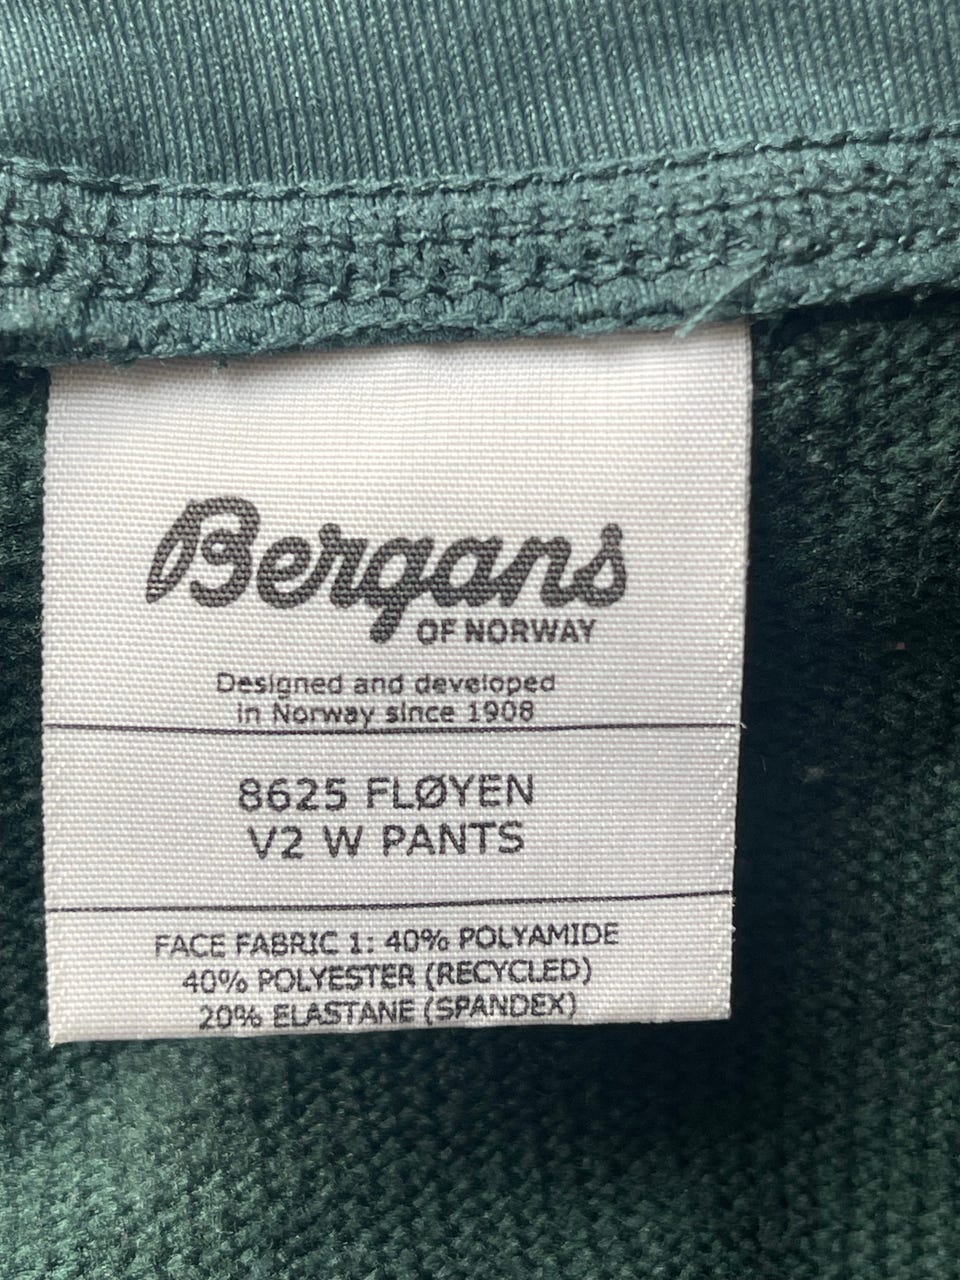 Bergans
OF NORWAY
Designed and developed
in Norway since 1908
8625 FLØYEN
V2 W PANTS
FACE FABRIC 1: 40% POLYAMIDE
40% POLYESTER (RECYCLED)
20% ELASTANE (SPANDEX)